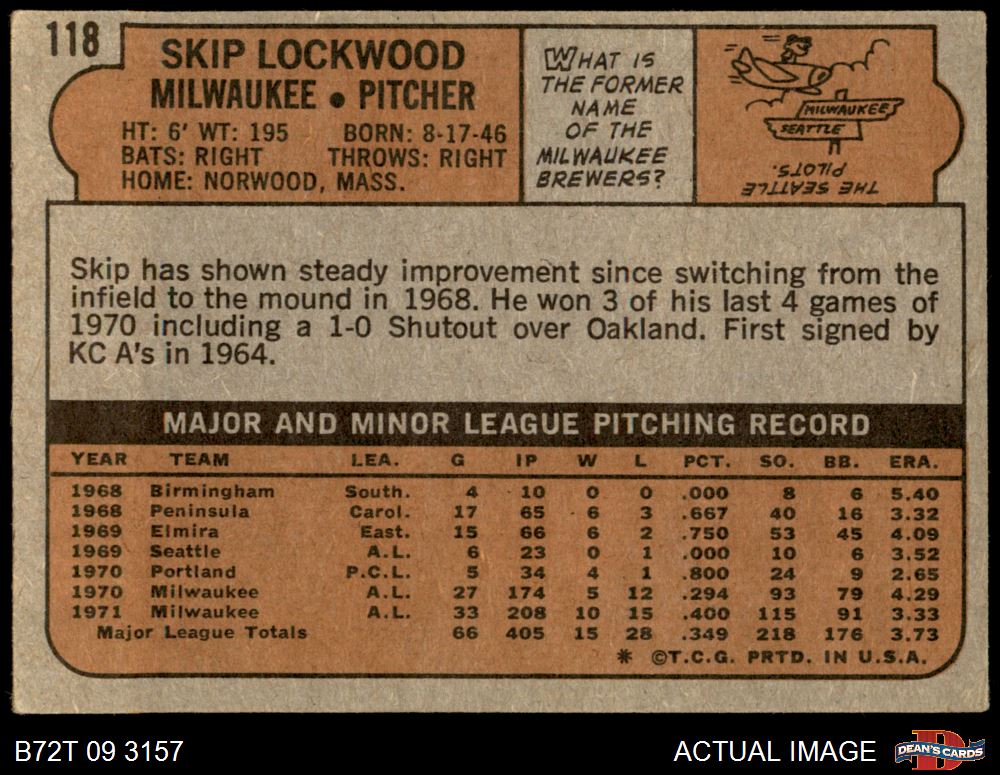 118
SKIP LOCKWOOD
MILWAUKEE • PITCHER
HT: 6' WT: 195 BORN: 8-17-46
BATS: RIGHT THROWS: RIGHT
HOME: NORWOOD, MASS.
WHAT IS
THE FORMER
NAME
OF THE
MILWAUKEE
BREWERS?
MILWAUKEE
SEATTLE
THE SEATTLE
PILOTS.
Skip has shown steady improvement since switching from the
infield to the mound in 1968. He won 3 of his last 4 games of
1970 including a 1-0 Shutout over Oakland. First signed by
KC A's in 1964.
MAJOR AND MINOR LEAGUE PITCHING RECORD
YEAR TEAM LEA. G IP W L PCT. SO. BB. ERA.
1968 Birmingham South. 4 10 0 0 .000 8 6 5.40
1968 Peninsula Carol. 17 65 6 3 .667 40 16 3.32
1969 Elmira East. 15 66 6 2 .750 53 45 4.09
1969 Seattle A.L. 6 23 0 1 .000 10 6 3.52
1970 Portland P.C.L. 5 34 4 1 .800 24 9 2.65
1970 Milwaukee A.L. 27 174 5 12 .294 93 79 4.29
1971 Milwaukee A.L. 33 208 10 15 .400 115 91 3.33
Major League Totals 66 405 15 28 .349 218 176 3.73
* ©T.C.G. PRTD. IN U.S.A.
B72T 09 3157
ACTUAL IMAGE
DEAN'S CARDS